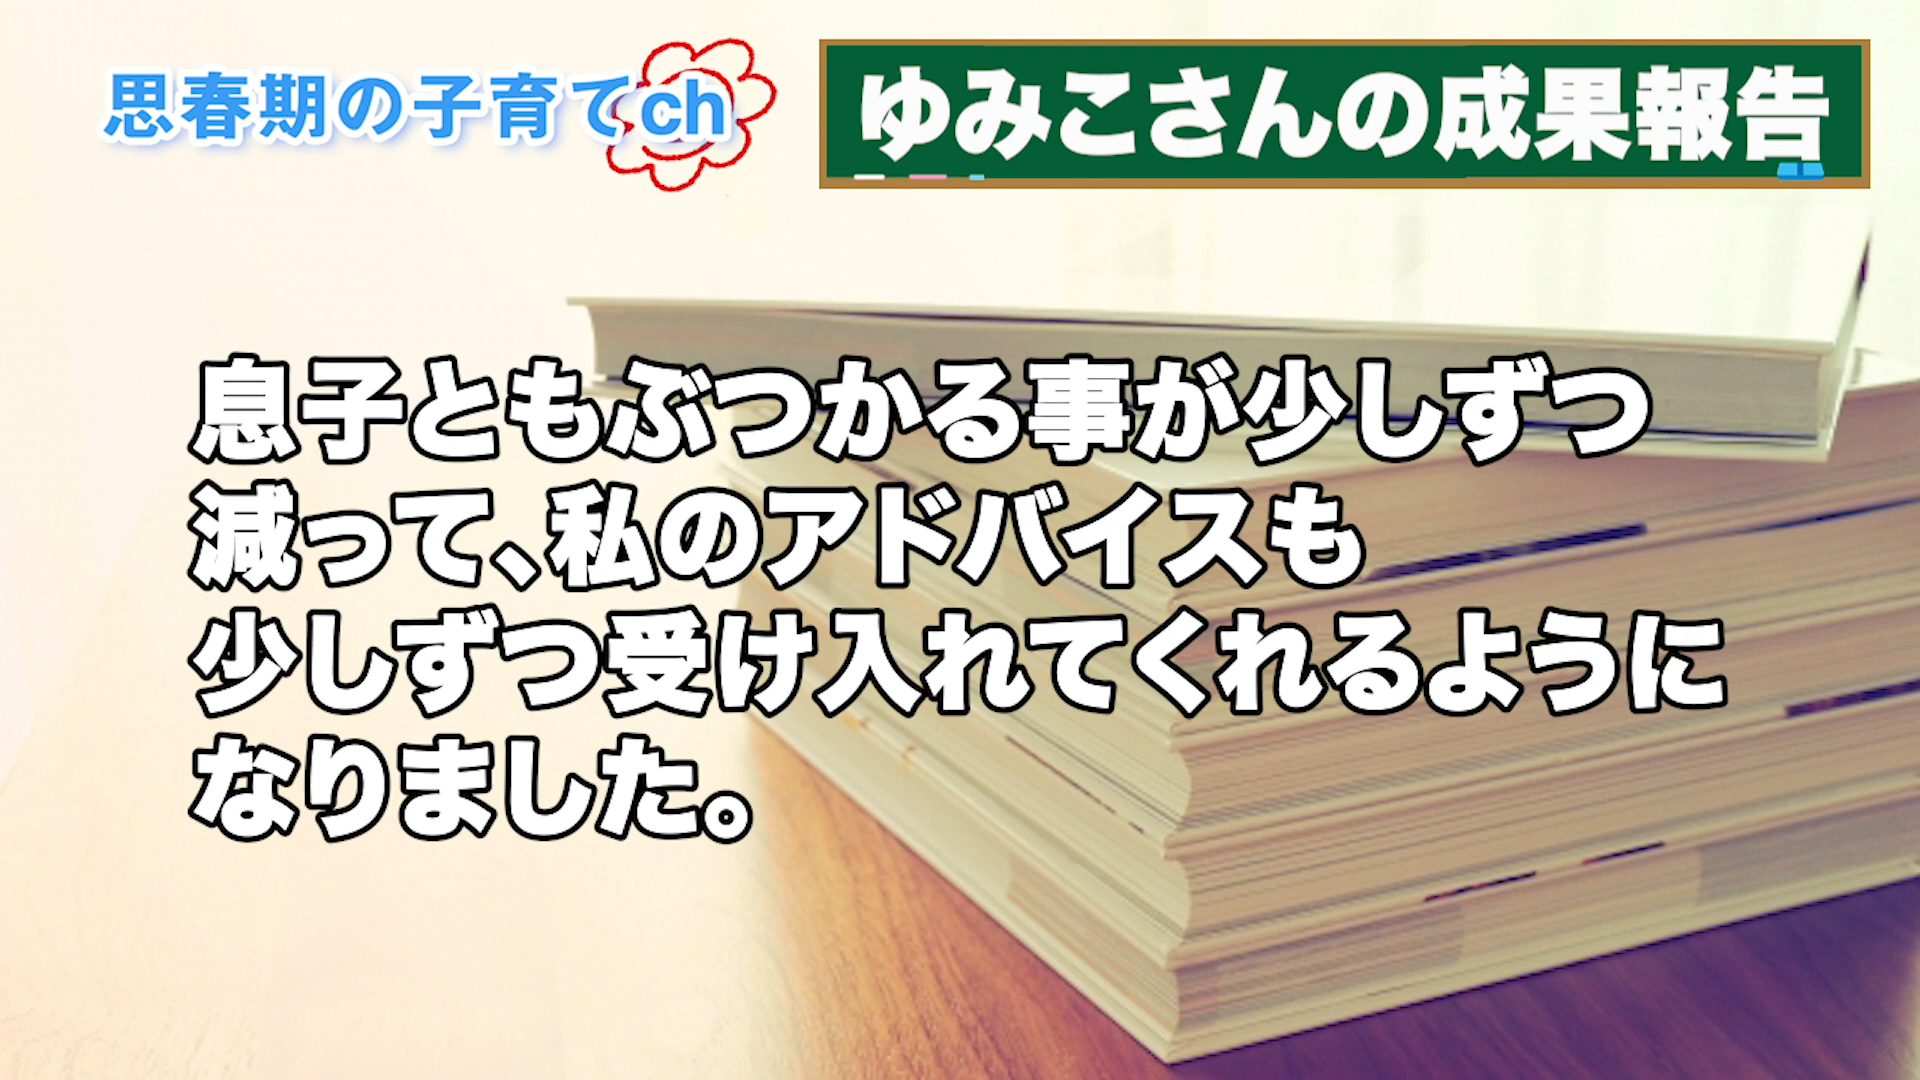 思春期の子育てch
ゆみこさんの成果報告
息子ともぶつかる事が少しずつ
減って、私のアドバイスも
少しずつ受け入れてくれるように
なりました。